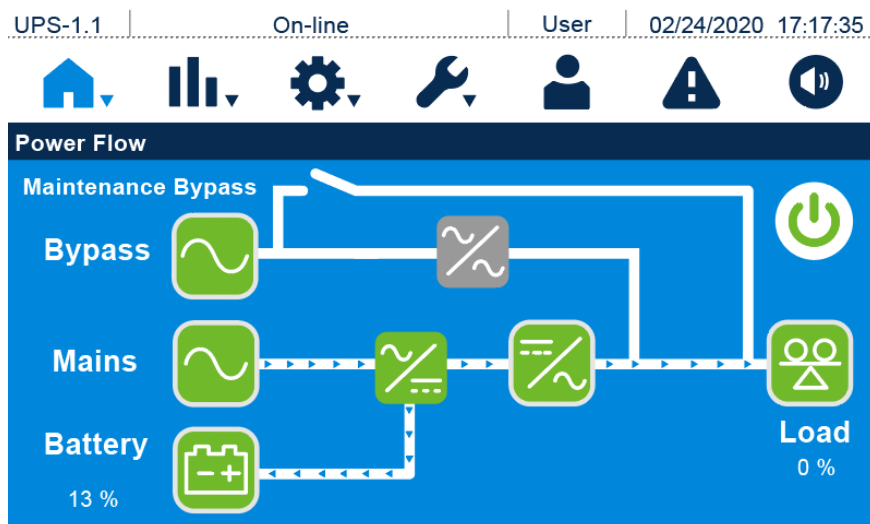 UPS-1.1 On-line User 02/24/2020 17:17:35
Power Flow
Maintenance Bypass
Bypass
Mains
Battery
13 %
Load
0 %